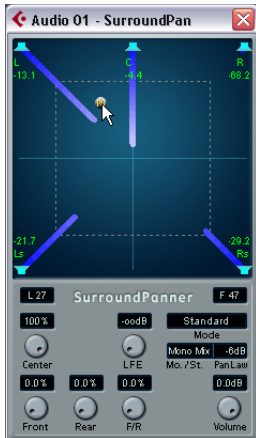 Audio 01 - SurroundPan
L C R
-13.1 -4.4 -68.2
-21.7 -29.2
Ls Rs
L 27 SurroundPanner F 47
100% -oodB Standard
Mode
Mono Mix -6dB
Center LFE Mo./St. PanLaw
0.0% 0.0% 0.0% 0.0dB
Front Rear F/R Volume